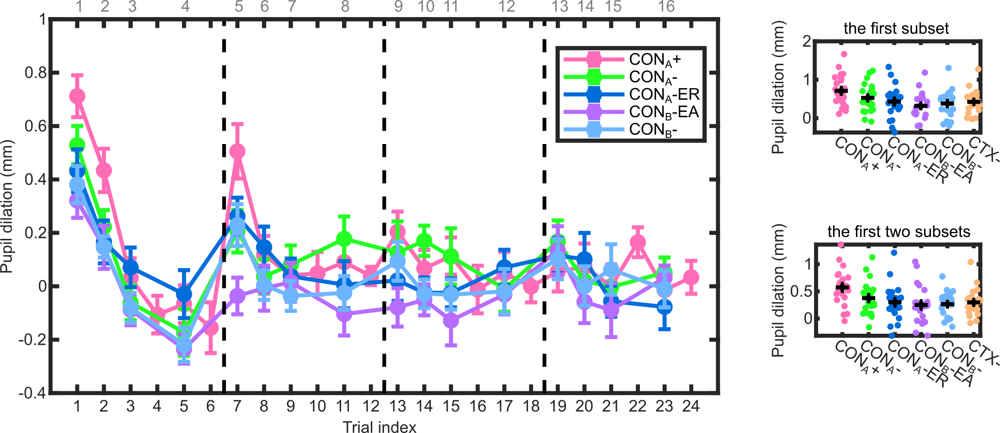 1 2 3 4 5 6 7 8 9 10 11 12 13 14 15 16
1
0.8
0.6
0.4
0.2
0
-0.2
-0.4
Pupil dilation (mm)
CONA+
CONA-
CONA-ER
CONB-EA
CONB-
1 2 3 4 5 6 7 8 9 10 11 12 13 14 15 16 17 18 19 20 21 22 23 24
Trial index
the first subset
Pupil dilation (mm)
2
1
0
CONA+
CONA-
CONA-ER
CONB-EA
CONB-
CTX-
the first two subsets
Pupil dilation (mm)
1
0.5
0
CONA+
CONA-
CONA-ER
CONB-EA
CONB-
CTX-